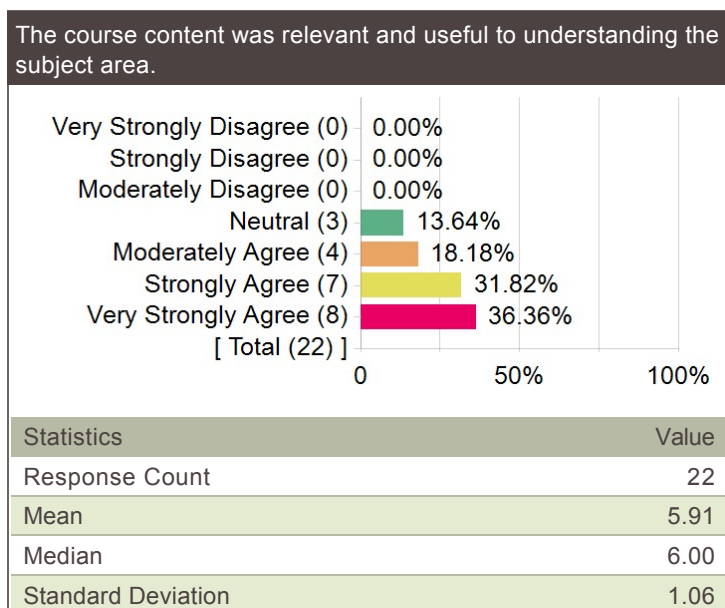 The course content was relevant and useful to understanding the
subject area.
Very Strongly Disagree (0) 0.00%
Strongly Disagree (0) 0.00%
Moderately Disagree (0) 0.00%
Neutral (3) 13.64%
Moderately Agree (4) 18.18%
Strongly Agree (7) 31.82%
Very Strongly Agree (8) 36.36%
[ Total (22) ]
0 50% 100%
Statistics Value
Response Count 22
Mean 5.91
Median 6.00
Standard Deviation 1.06